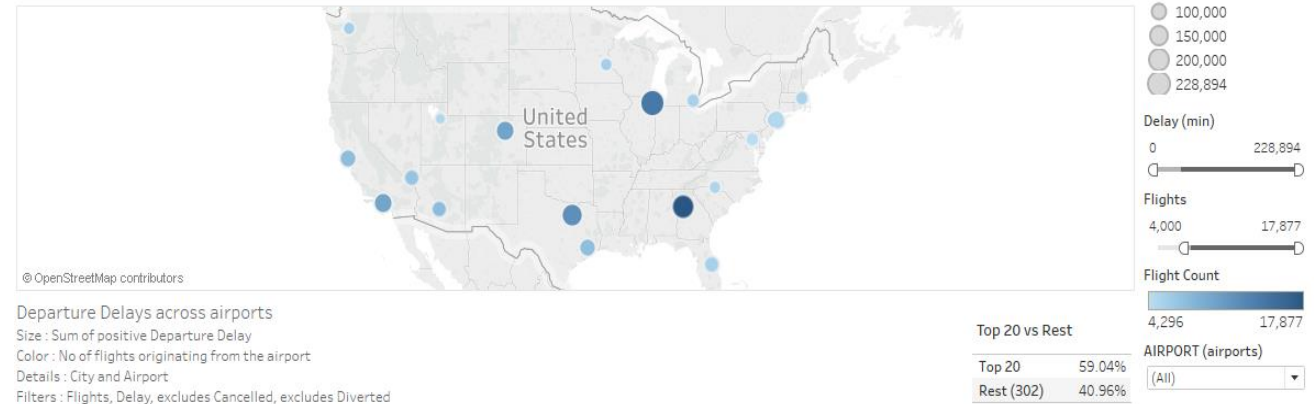 United
States
© OpenStreetMap contributors
100,000
150,000
200,000
228,894
Delay (min)
0 228,894
Flights
4,000 17,877
Flight Count
4,296 17,877
AIRPORT (airports)
(All)
Departure Delays across airports
Size : Sum of positive Departure Delay
Color : No of flights originating from the airport
Details : City and Airport
Filters : Flights, Delay, excludes Cancelled, excludes Diverted
Top 20 vs Rest
Top 20 59.04%
Rest (302) 40.96%